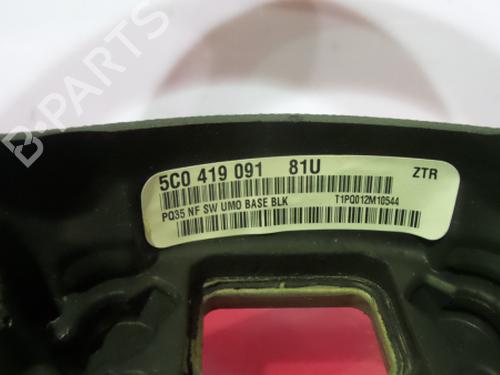 B-PARTS
5C0 419 091 81U ZTR
PQ35 NF SW UMO BASE BLK T1PQ012M10544